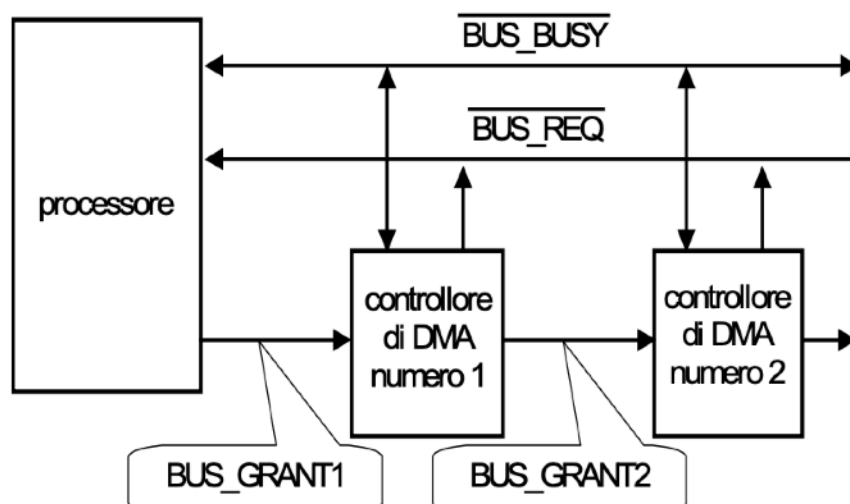 BUS_BUSY
BUS_REQ
processore
controllore
di DMA
numero 1
controllore
di DMA
numero 2
BUS_GRANT1
BUS_GRANT2